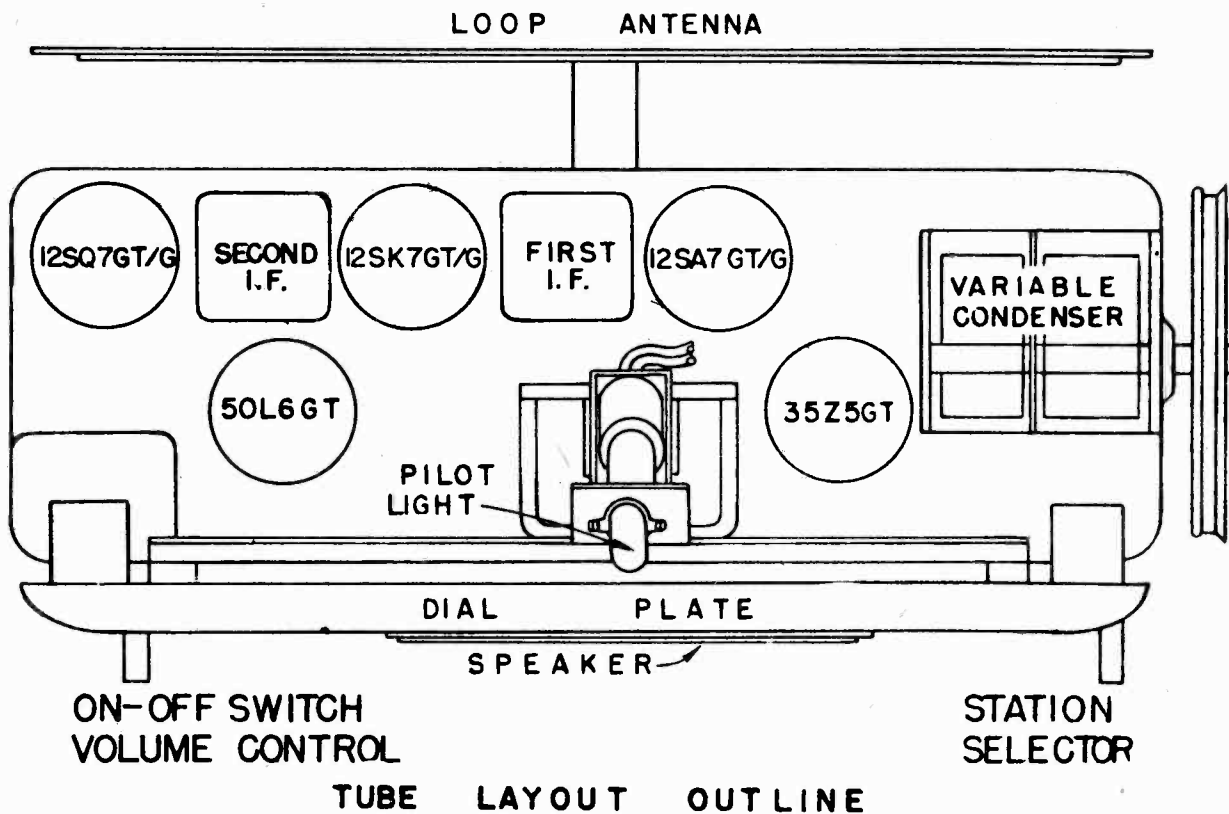 LOOP ANTENNA
12SQ7GT/G
SECOND
I.F.
12SK7GT/G
FIRST
I.F.
12SA7GT/G
VARIABLE
CONDENSER
50L6GT
35Z5GT
PILOT
LIGHT
DIAL PLATE
SPEAKER
ON-OFF SWITCH
VOLUME CONTROL
STATION
SELECTOR
TUBE LAYOUT OUTLINE